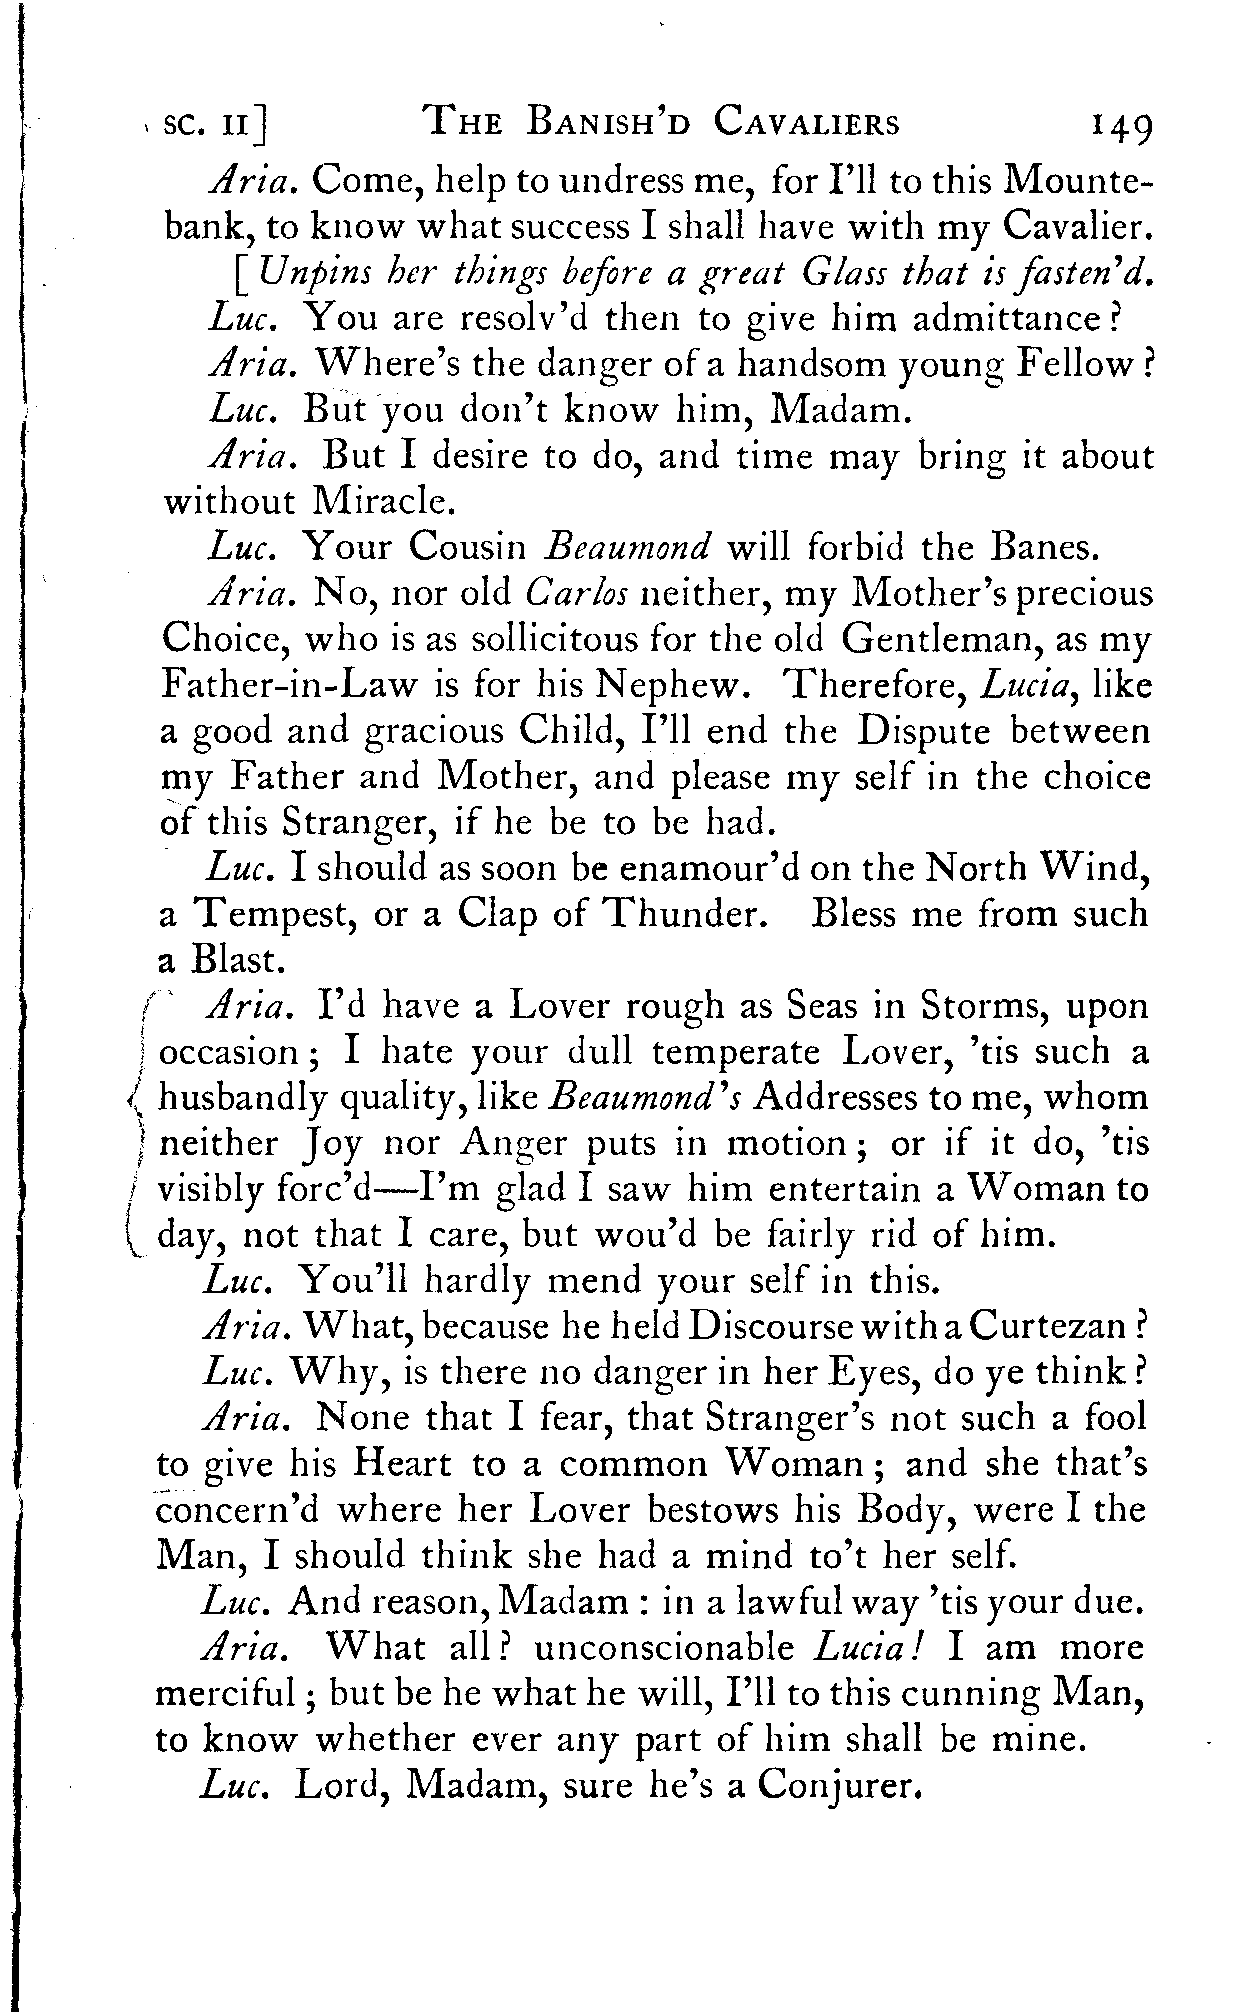 SC. II] THE BANISH'D CAVALIERS 149
Aria. Come, help to undress me, for I'll to this Mounte-
bank, to know what success I shall have with my Cavalier.
[Unpins her things before a great Glass that is fasten'd.
Luc. You are resolv'd then to give him admittance?
Aria. Where's the danger of a handsom young Fellow?
Luc. But you don't know him, Madam.
Aria. But I desire to do, and time may bring it about
without Miracle.
Luc. Your Cousin Beaumond will forbid the Banes.
Aria. No, nor old Carlos neither, my Mother's precious
Choice, who is as sollicitous for the old Gentleman, as my
Father-in-Law is for his Nephew. Therefore, Lucia, like
a good and gracious Child, I'll end the Dispute between
my Father and Mother, and please my self in the choice
of this Stranger, if he be to be had.
Luc. I should as soon be enamour'd on the North Wind,
a Tempest, or a Clap of Thunder. Bless me from such
a Blast.
Aria. I'd have a Lover rough as Seas in Storms, upon
occasion; I hate your dull temperate Lover, 'tis such a
husbandly quality, like Beaumond's Addresses to me, whom
neither Joy nor Anger puts in motion; or if it do, 'tis
visibly forc'd—I'm glad I saw him entertain a Woman to
day, not that I care, but wou'd be fairly rid of him.
Luc. You'll hardly mend your self in this.
Aria. What, because he held Discourse with a Curtezan?
Luc. Why, is there no danger in her Eyes, do ye think?
Aria. None that I fear, that Stranger's not such a fool
to give his Heart to a common Woman; and she that's
concern'd where her Lover bestows his Body, were I the
Man, I should think she had a mind to't her self.
Luc. And reason, Madam: in a lawful way 'tis your due.
Aria. What all? unconscionable Lucia! I am more
merciful; but be he what he will, I'll to this cunning Man,
to know whether ever any part of him shall be mine.
Luc. Lord, Madam, sure he's a Conjurer.